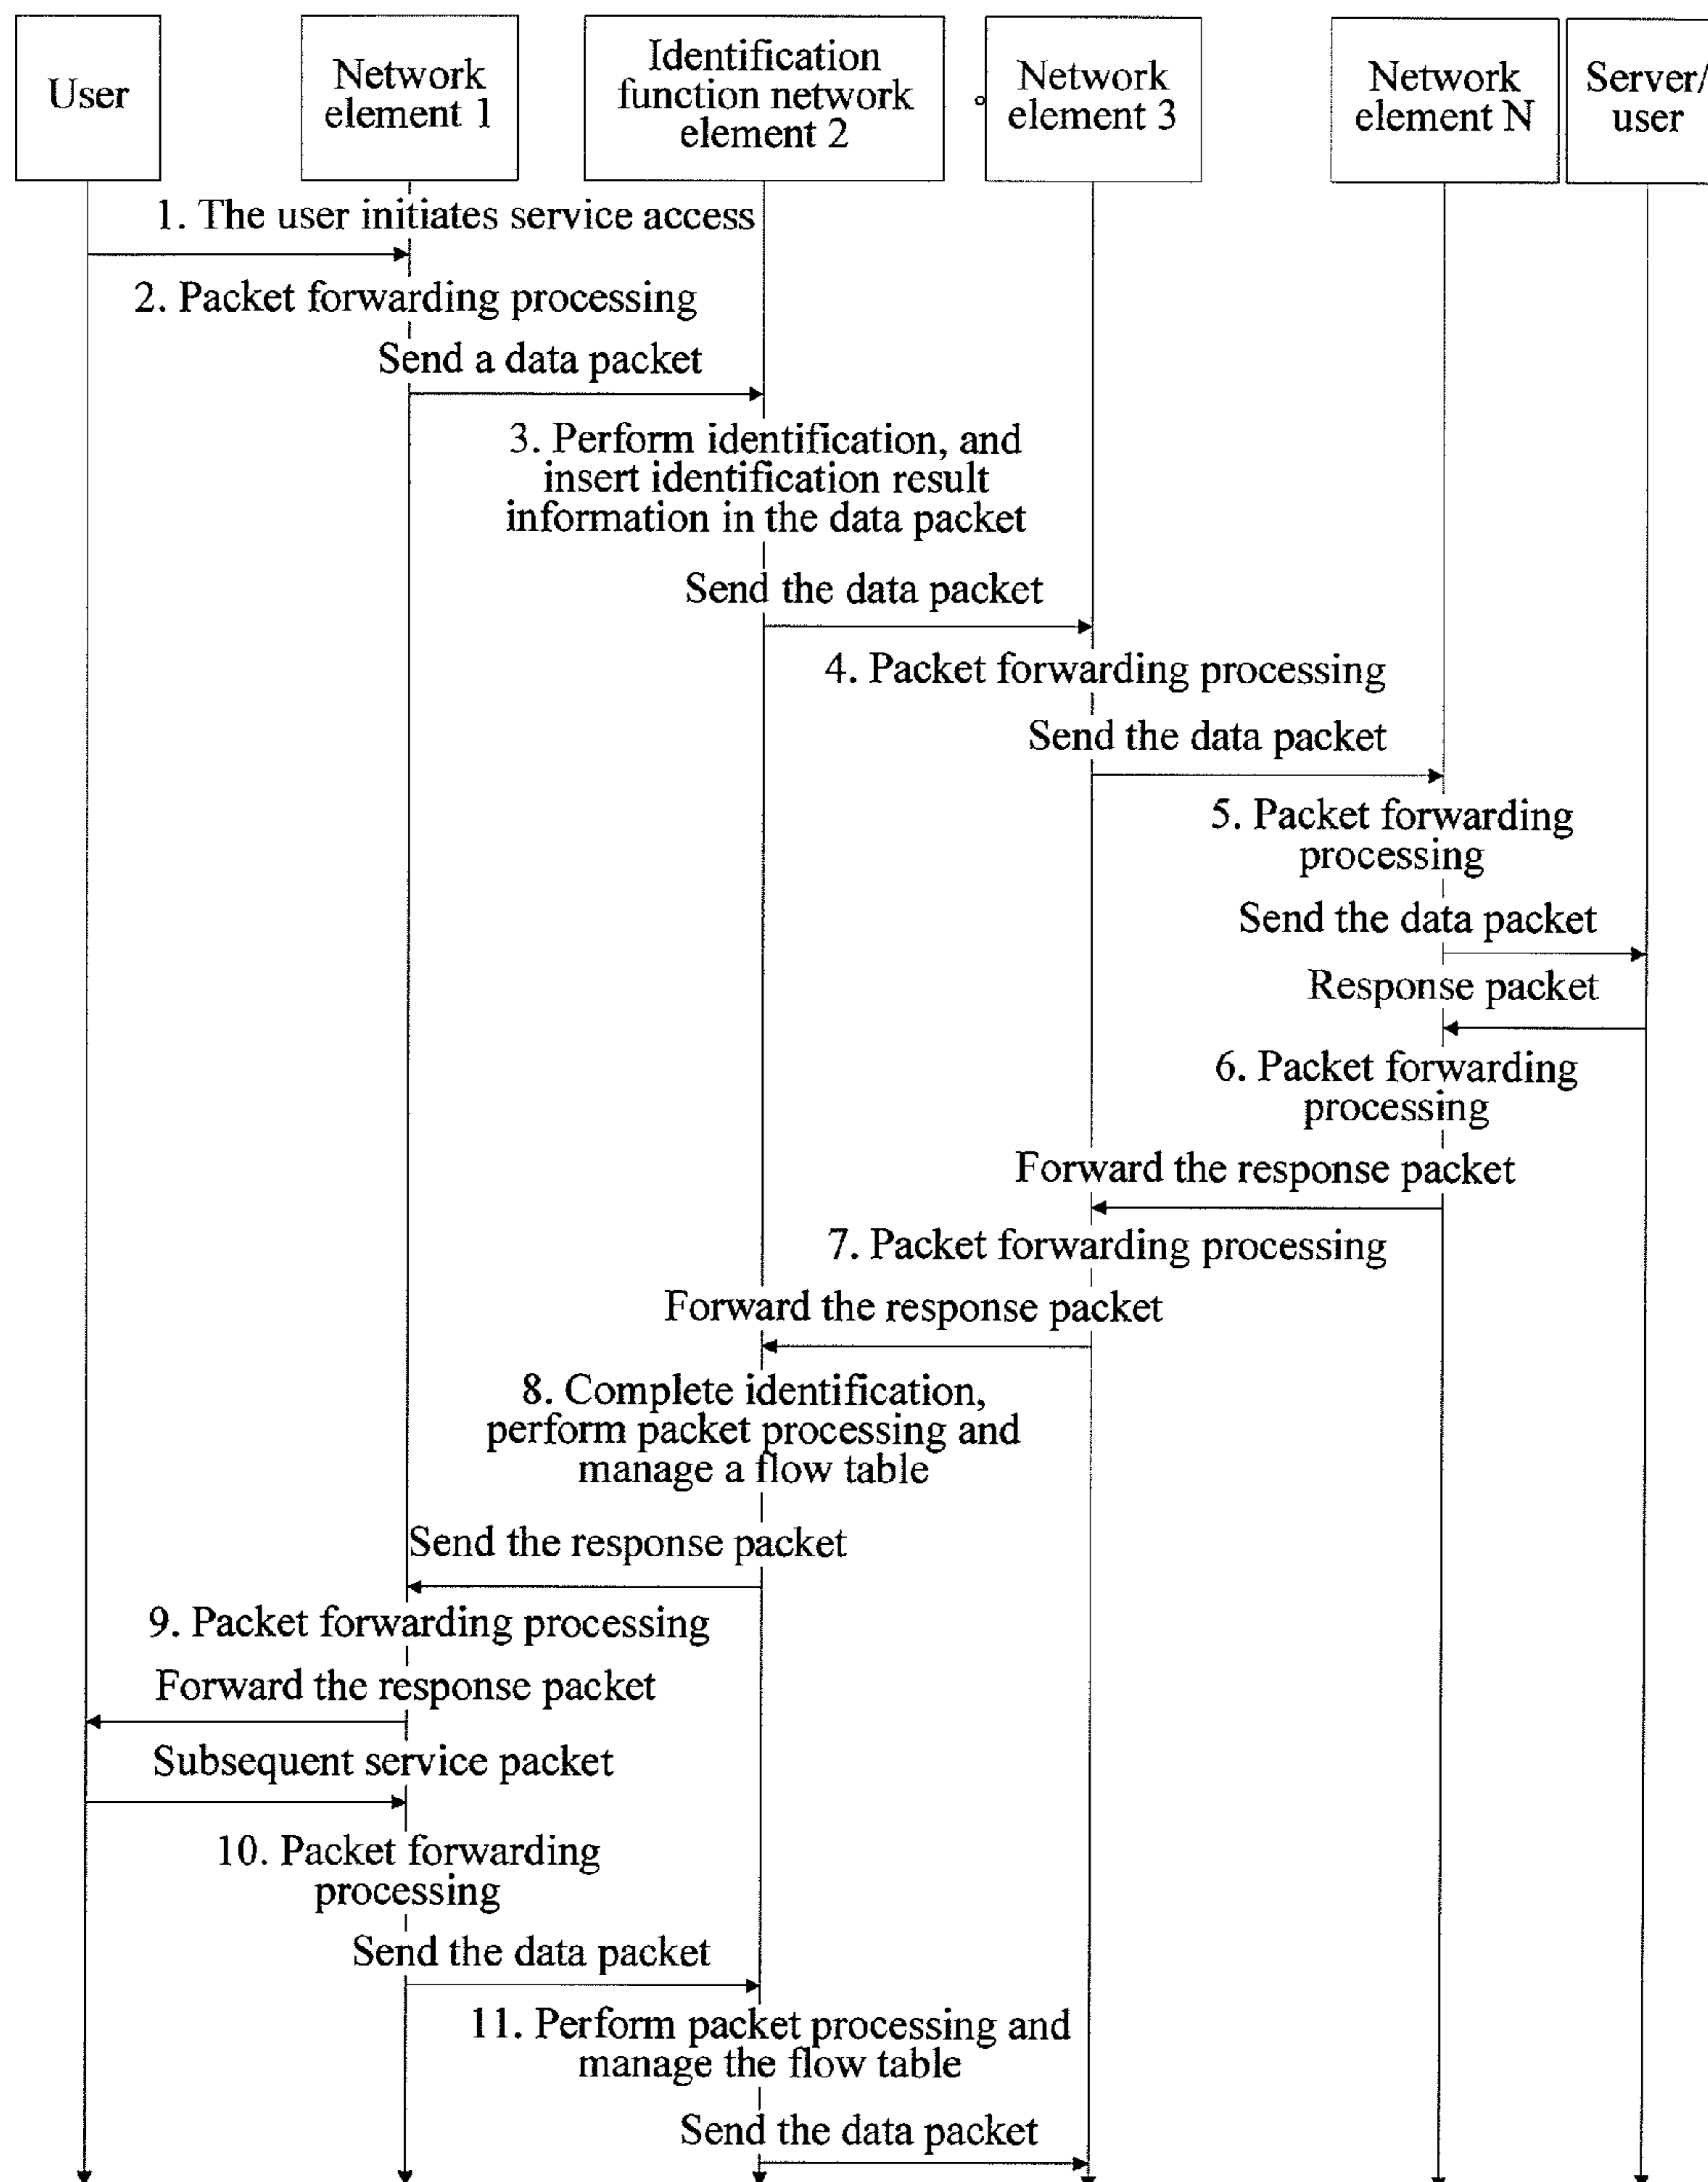 User
Network
element 1
Identification
function network
element 2
Network
element 3
Network
element N
Server/
user
1. The user initiates service access
2. Packet forwarding processing
Send a data packet
3. Perform identification, and
insert identification result
information in the data packet
Send the data packet
4. Packet forwarding processing
Send the data packet
5. Packet forwarding
processing
Send the data packet
Response packet
6. Packet forwarding
processing
Forward the response packet
7. Packet forwarding processing
Forward the response packet
8. Complete identification,
perform packet processing and
manage a flow table
Send the response packet
9. Packet forwarding processing
Forward the response packet
Subsequent service packet
10. Packet forwarding
processing
Send the data packet
11. Perform packet processing and
manage the flow table
Send the data packet